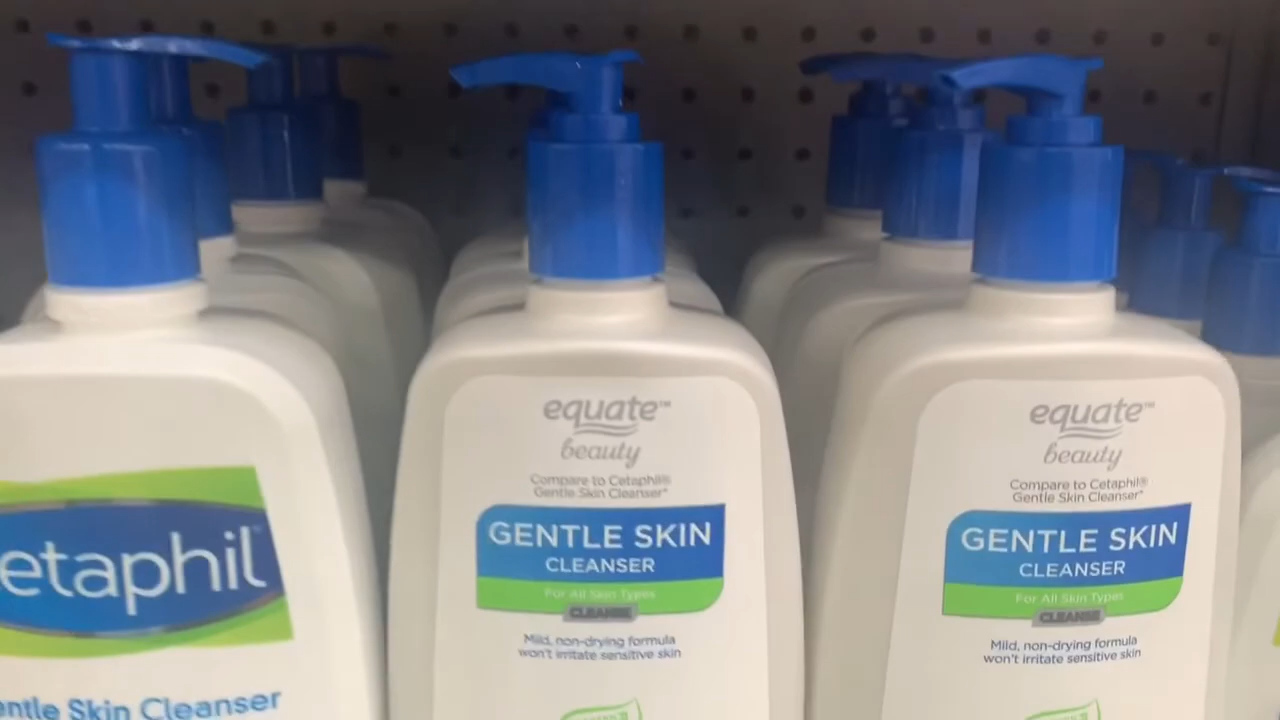 etaphil
entle Skin Cleanser
equate™
beauty
Compare to Cetaphil®
Gentle Skin Cleanser*
GENTLE SKIN
CLEANSER
For All Skin Types
CLEANSE
Mild, non-drying formula
won't irritate sensitive skin
equate™
beauty
Compare to Cetaphil®
Gentle Skin Cleanser*
GENTLE SKIN
CLEANSER
For All Skin Types
CLEANSE
Mild, non-drying formula
won't irritate sensitive skin